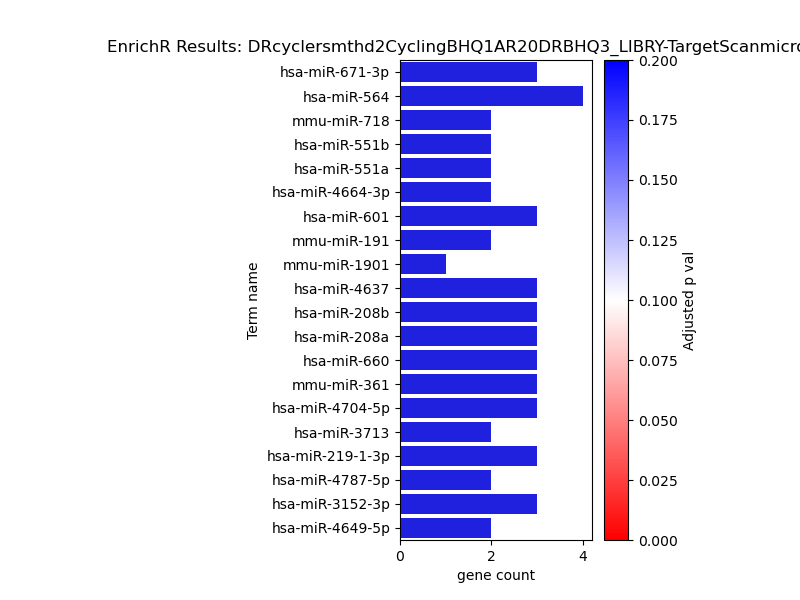 EnrichR Results: DRcyclersmthd2CyclingBHQ1AR20DRBHQ3_LIBRY-TargetScanmicro
hsa-miR-671-3p
hsa-miR-564
mmu-miR-718
hsa-miR-551b
hsa-miR-551a
hsa-miR-4664-3p
hsa-miR-601
mmu-miR-191
mmu-miR-1901
hsa-miR-4637
hsa-miR-208b
hsa-miR-208a
hsa-miR-660
mmu-miR-361
hsa-miR-4704-5p
hsa-miR-3713
hsa-miR-219-1-3p
hsa-miR-4787-5p
hsa-miR-3152-3p
hsa-miR-4649-5p
Term name
0 2 4
gene count
0.200
0.175
0.150
0.125
0.100
0.075
0.050
0.025
0.000
Adjusted p val